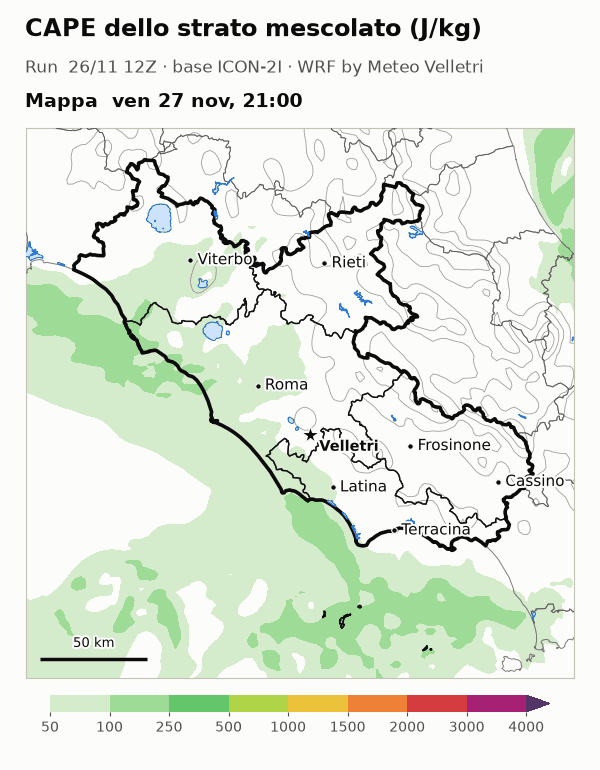 CAPE dello strato mescolato (J/kg)
Run 26/11 12Z · base ICON-2I · WRF by Meteo Velletri
Mappa ven 27 nov, 21:00
Viterbo
Rieti
Roma
Velletri
Frosinone
Cassino
Latina
Terracina
50 km
50 100 250 500 1000 1500 2000 3000 4000